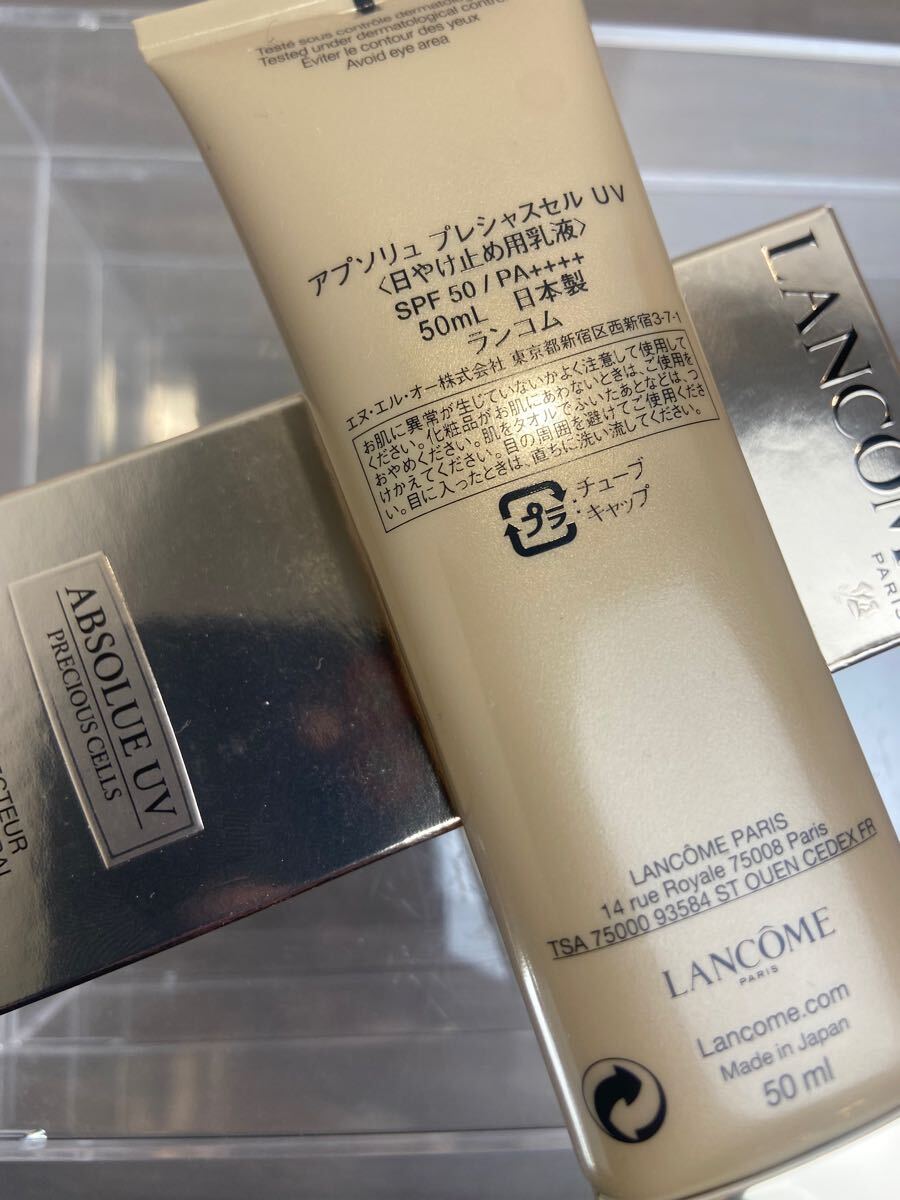 Testé sous contrôle
Tested under dermatological
Éviter le contour des yeux
Avoid eye area
アプソリュ プレシャスセル UV
〈日やけ止め用乳液〉
SPF 50 / PA++++
50mL 日本製
ランコム
エヌ・エル・オー株式会社 東京都新宿区西新宿3-7-1
お肌に異常が生じていないかよく注意して使用して
ください。化粧品がお肌にあわないときは、ご使用を
おやめください。肌をタオルでふいたあとなどは、つ
けかえてください。目の周囲を避けてご使用くださ
い。目に入ったときは、直ちに洗い流してください。
プラ
・チューブ
・キャップ
LANCÔME PARIS
14 rue Royale 75008 Paris
TSA 75000 93584 ST OUEN CEDEX FR
LANCÔME
PARIS
Lancome.com
Made in Japan
50 ml
ABSOLUE UV
PRECIOUS CELLS
LANCÔM
PARIS